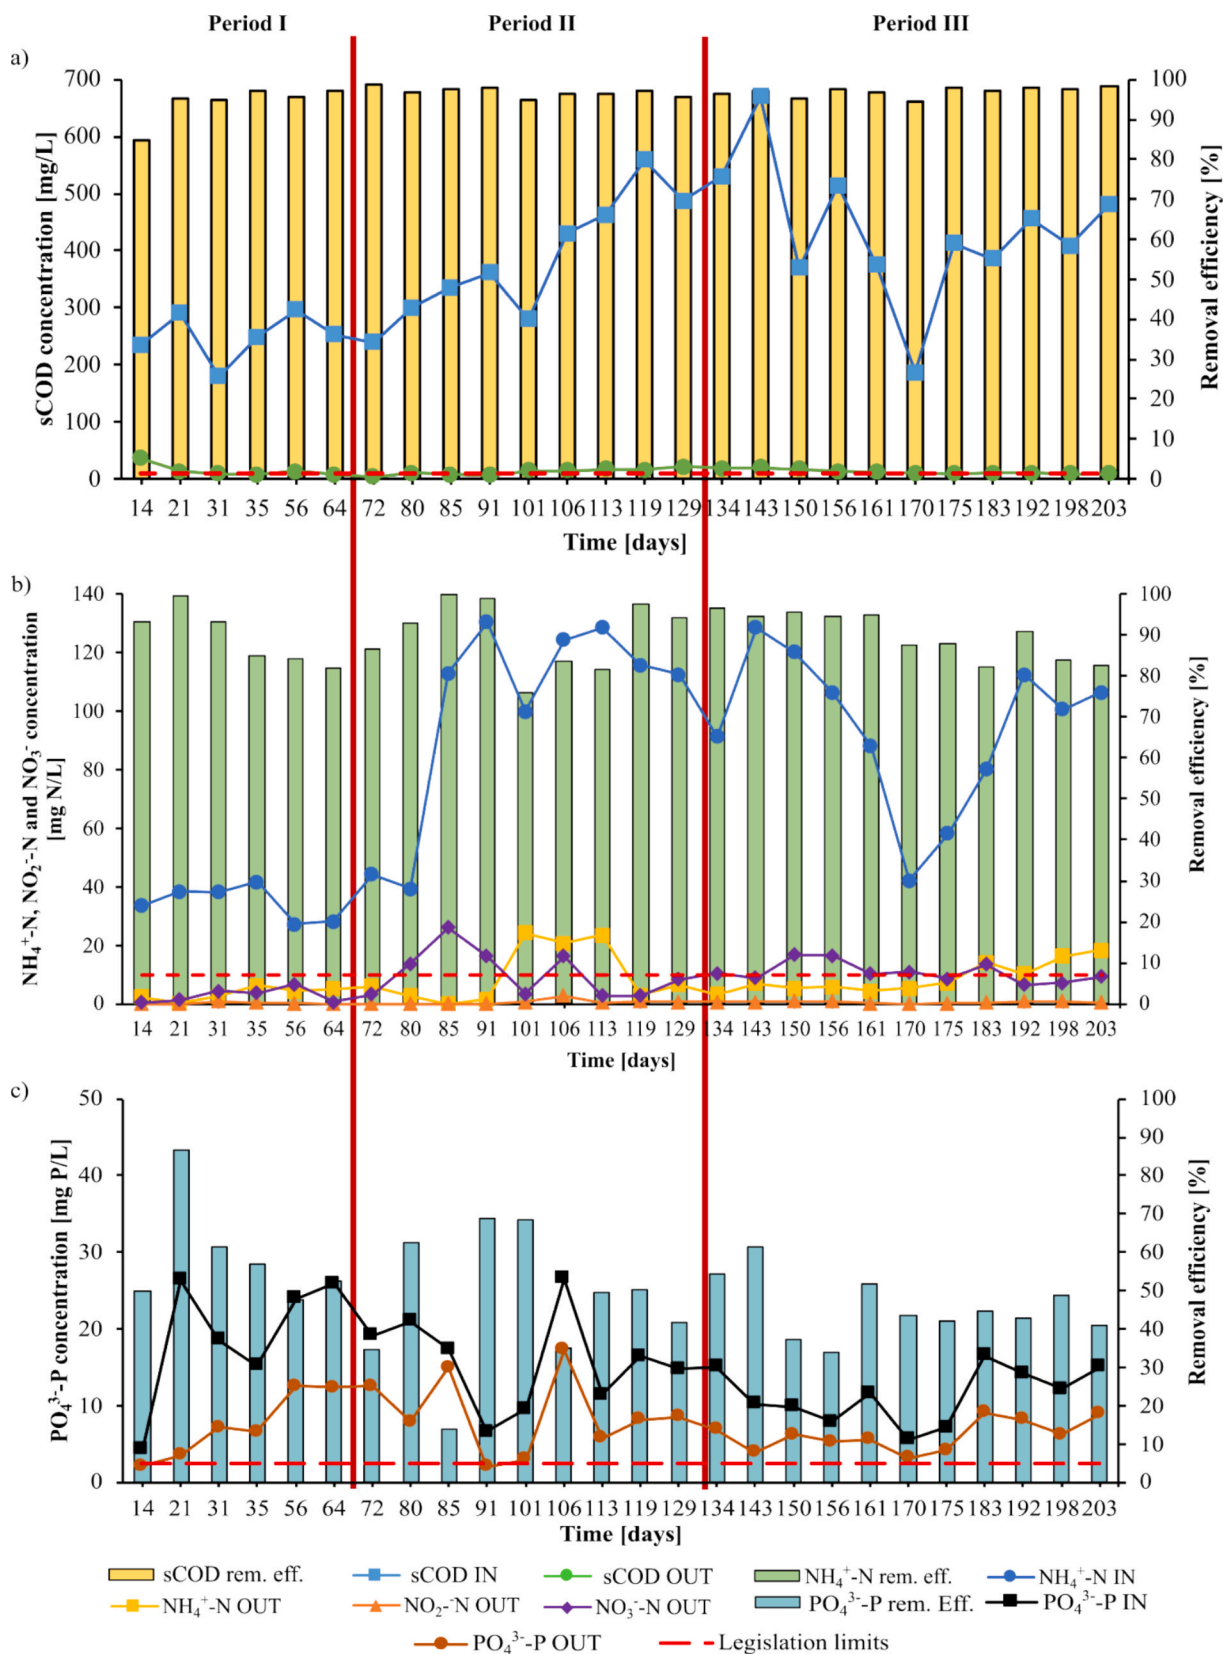 Period I Period II Period III
a)
sCOD concentration [mg/L]
700
600
500
400
300
200
100
0
100
90
80
70
60
50
40
30
20
10
0
Removal efficiency [%]
14 21 31 35 56 64 72 80 85 91 101 106 113 119 129 134 143 150 156 161 170 175 183 192 198 203
Time [days]
b)
NH₄⁺-N, NO₂⁻-N and NO₃⁻ concentration
[mg N/L]
140
120
100
80
60
40
20
0
100
90
80
70
60
50
40
30
20
10
0
Removal efficiency [%]
14 21 31 35 56 64 72 80 85 91 101 106 113 119 129 134 143 150 156 161 170 175 183 192 198 203
Time [days]
c)
PO₄³⁻-P concentration [mg P/L]
50
40
30
20
10
0
100
90
80
70
60
50
40
30
20
10
0
Removal efficiency [%]
14 21 31 35 56 64 72 80 85 91 101 106 113 119 129 134 143 150 156 161 170 175 183 192 198 203
Time [days]
sCOD rem. eff. sCOD IN sCOD OUT NH₄⁺-N rem. eff. NH₄⁺-N IN
NH₄⁺-N OUT NO₂-⁻N OUT NO₃⁻-N OUT PO₄³⁻-P rem. Eff. PO₄³⁻-P IN
PO₄³⁻-P OUT Legislation limits